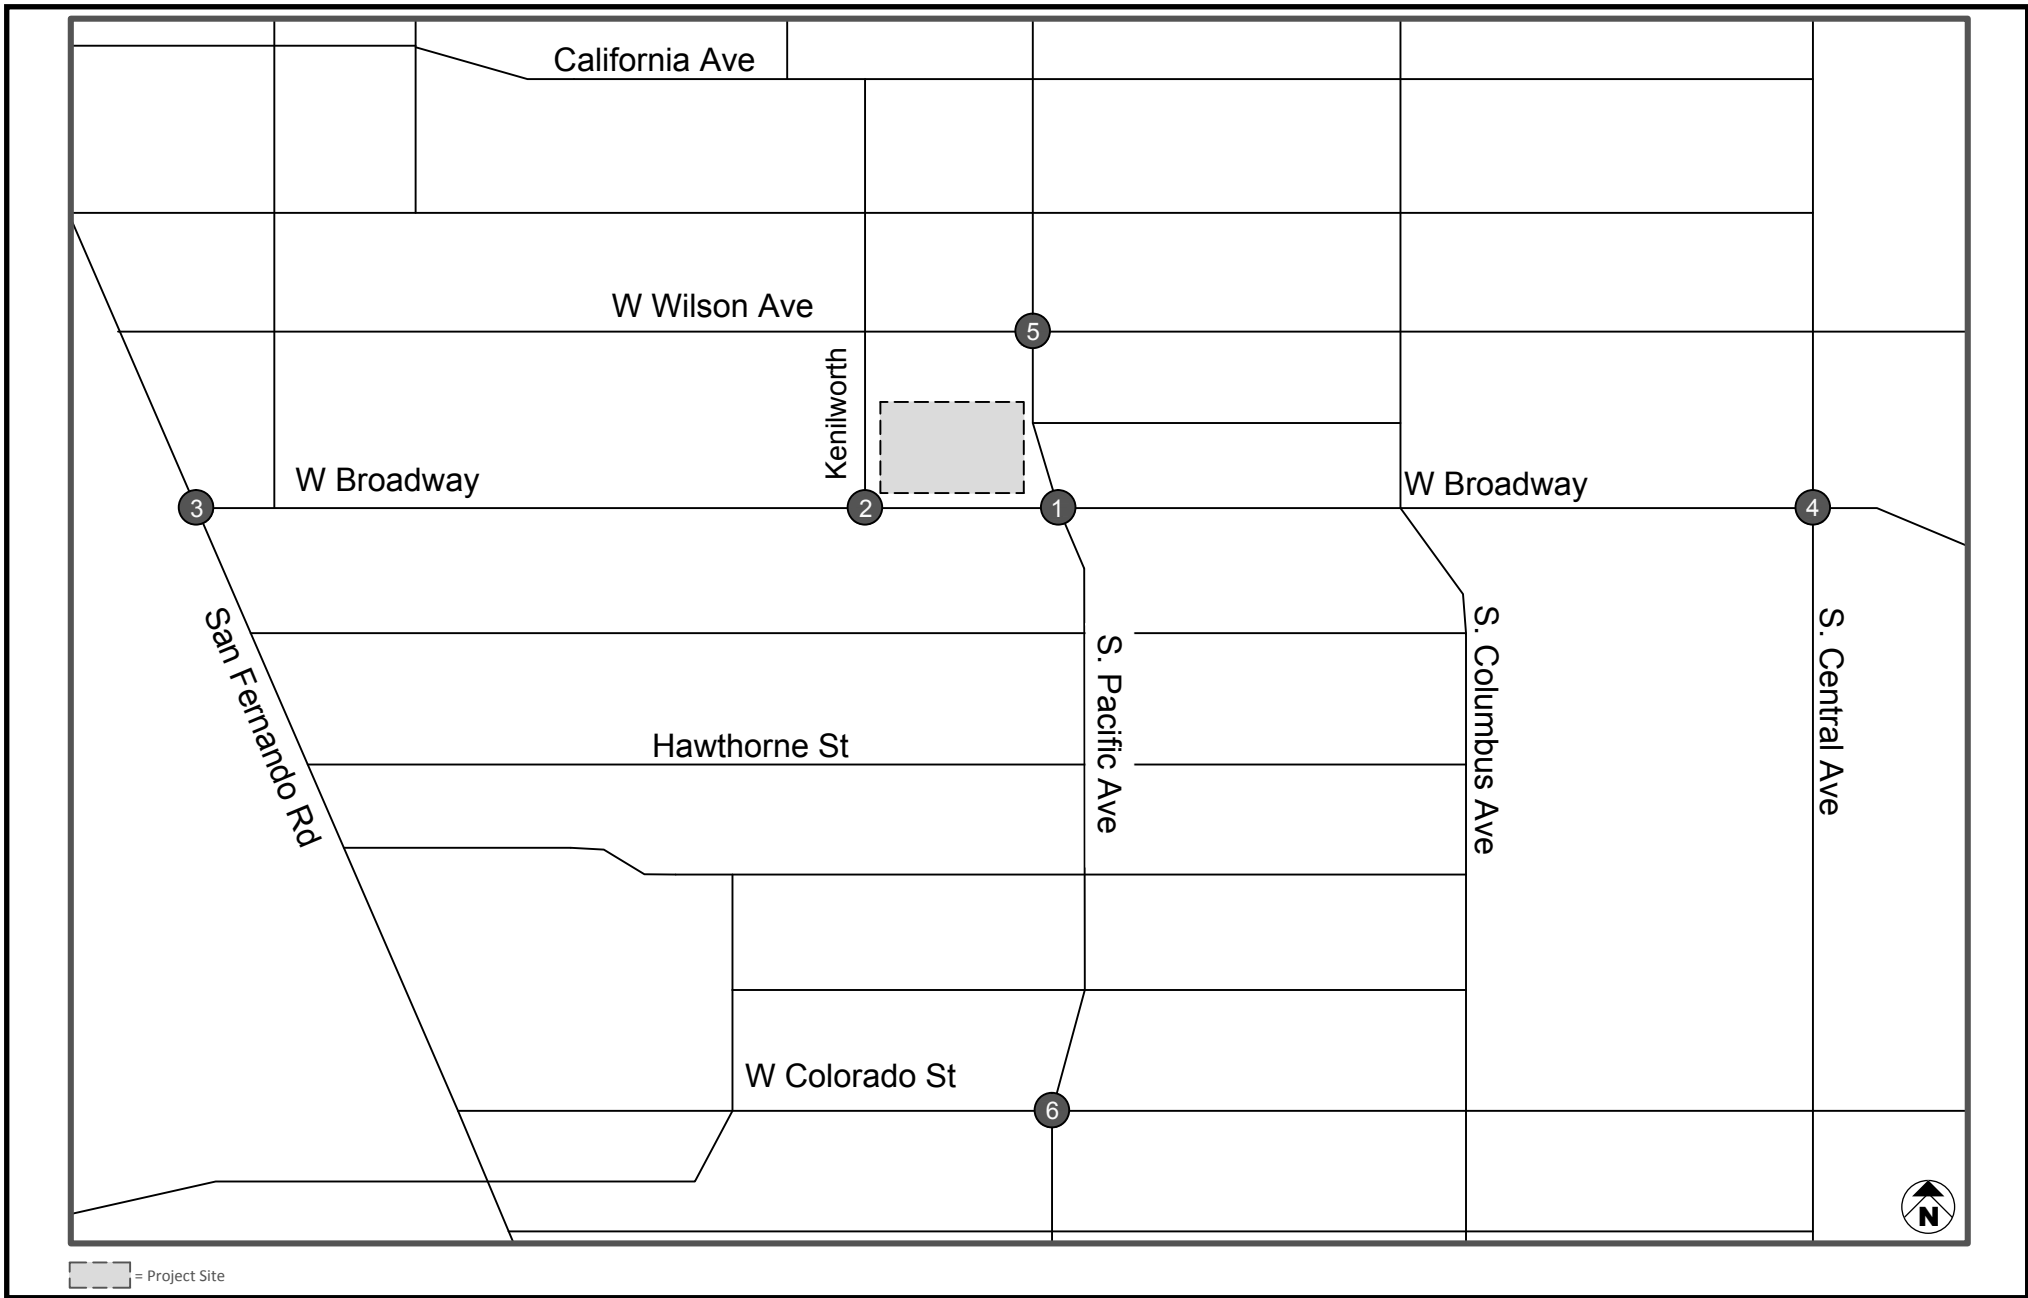 California Ave
W Wilson Ave
5
Kenilworth
W Broadway
W Broadway
3
2
1
4
San Fernando Rd
S. Pacific Ave
S. Columbus Ave
S. Central Ave
Hawthorne St
W Colorado St
6
N
= Project Site